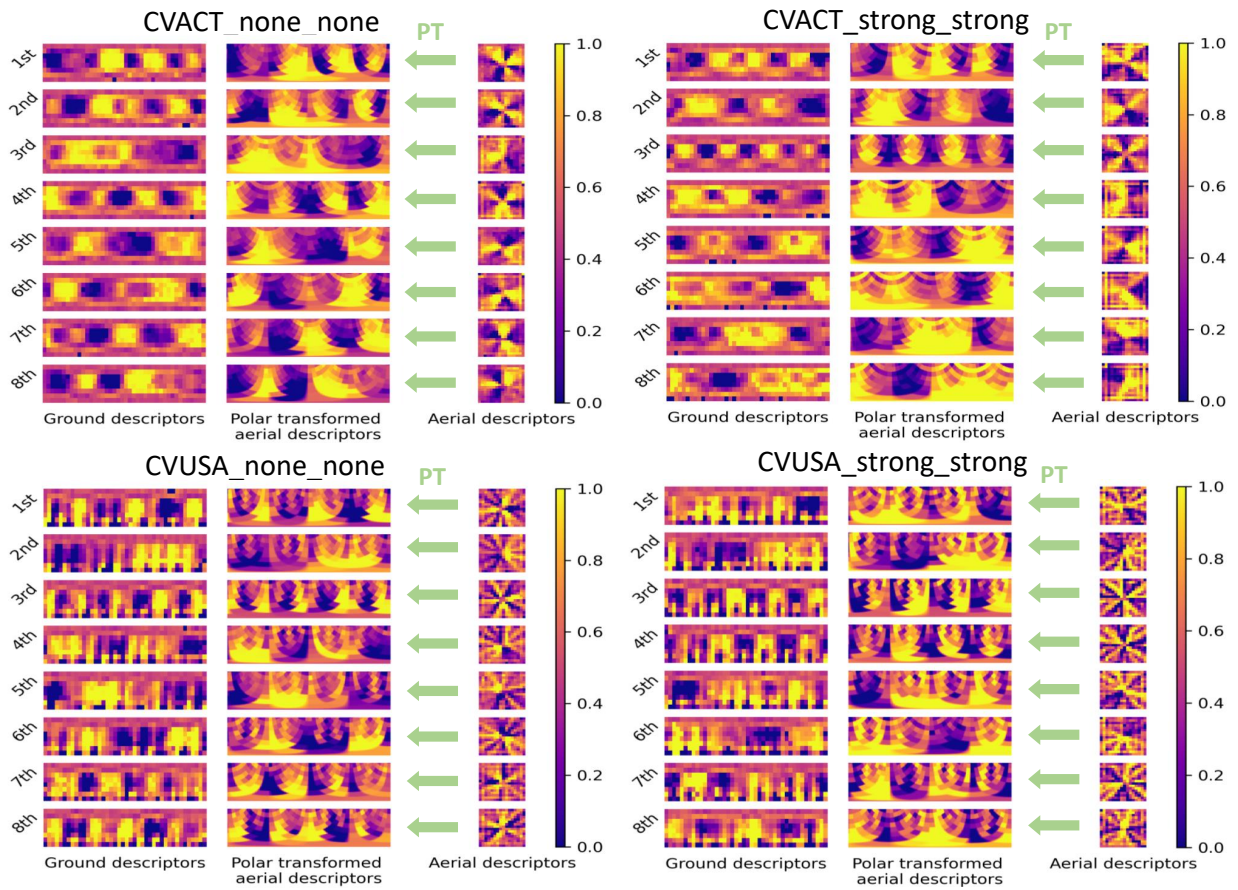 CVACT_none_none
PT
1st
2nd
3rd
4th
5th
6th
7th
8th
1.0
0.8
0.6
0.4
0.2
0.0
Ground descriptors
Polar transformed
aerial descriptors
Aerial descriptors
CVACT_strong_strong
PT
1st
2nd
3rd
4th
5th
6th
7th
8th
1.0
0.8
0.6
0.4
0.2
0.0
Ground descriptors
Polar transformed
aerial descriptors
Aerial descriptors
CVUSA_none_none
PT
1st
2nd
3rd
4th
5th
6th
7th
8th
1.0
0.8
0.6
0.4
0.2
0.0
Ground descriptors
Polar transformed
aerial descriptors
Aerial descriptors
CVUSA_strong_strong
PT
1st
2nd
3rd
4th
5th
6th
7th
8th
1.0
0.8
0.6
0.4
0.2
0.0
Ground descriptors
Polar transformed
aerial descriptors
Aerial descriptors